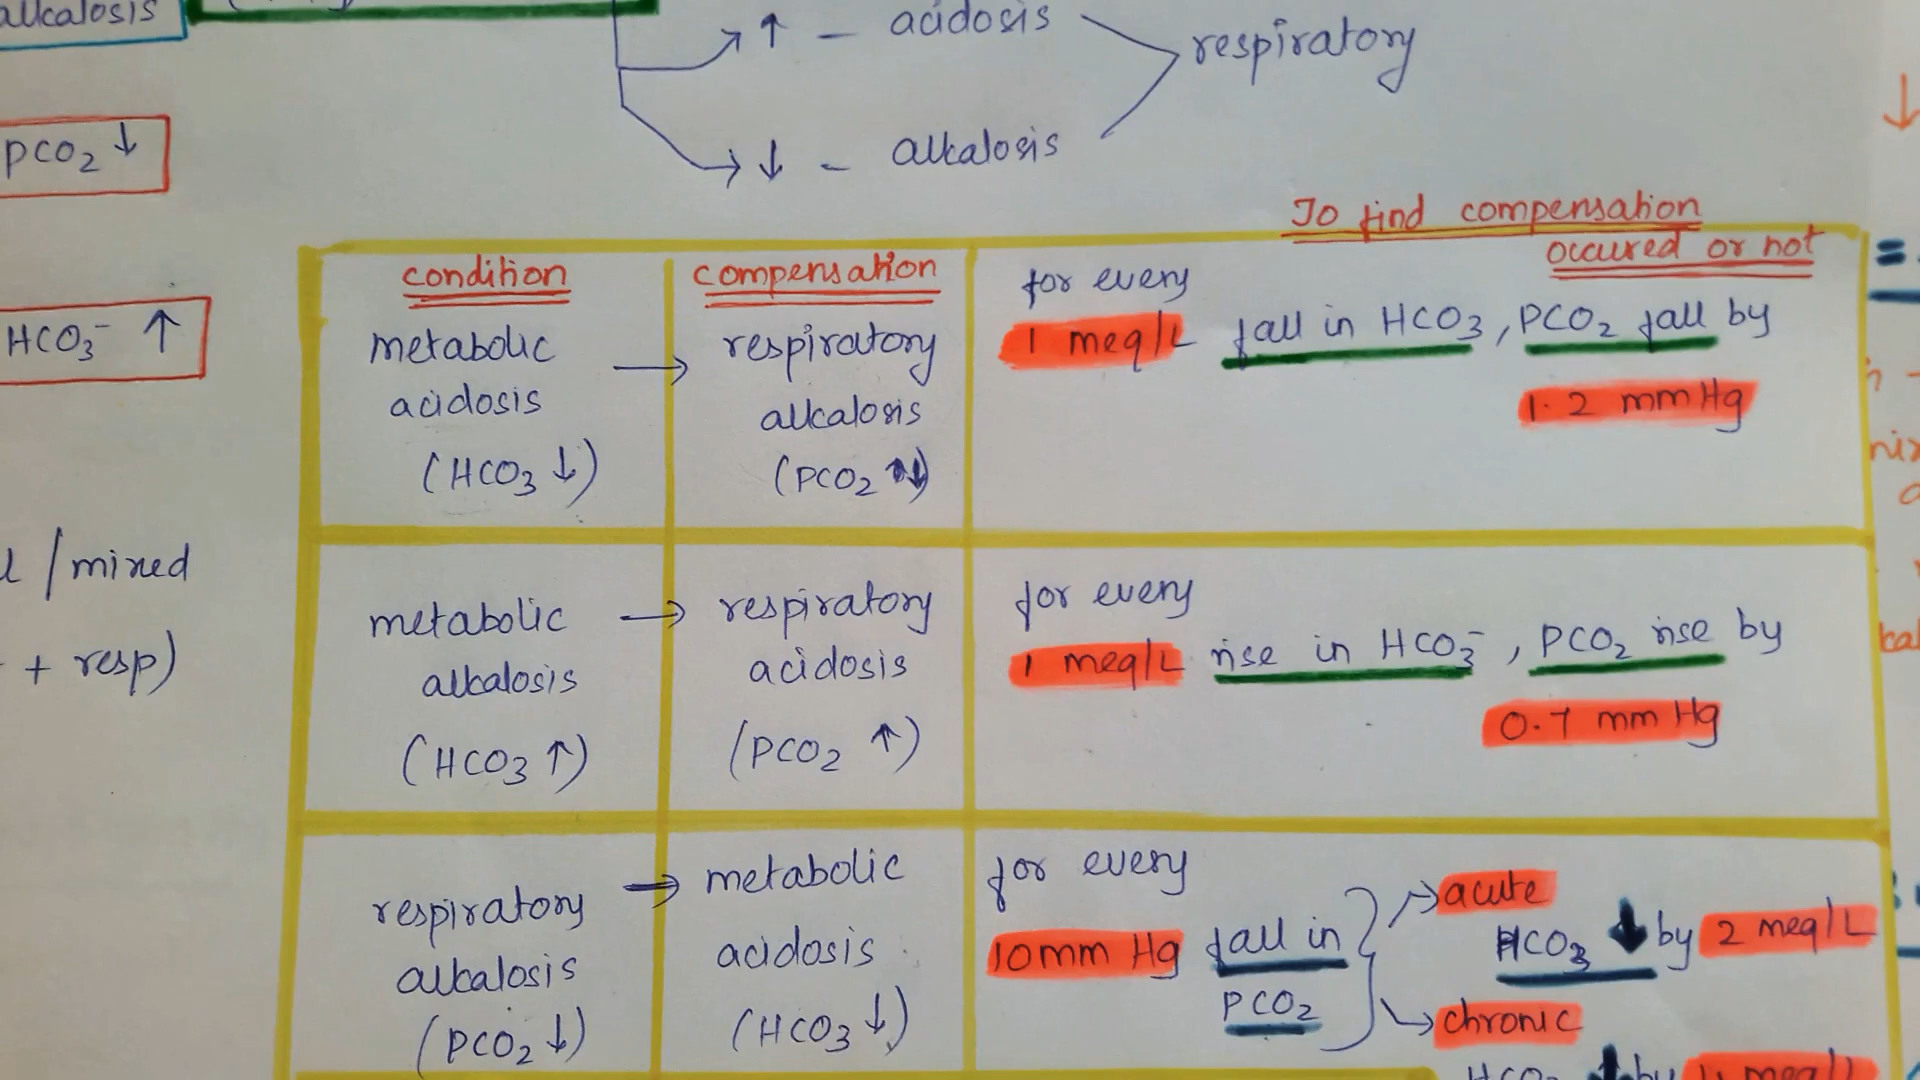 alkalosis
↑ - acidosis
respiratory
↓ - alkalosis
PCO2 ↓
HCO3- ↑
/mixed
+ resp)
To find compensation
occured or not
condition
metabolic
acidosis
(HCO3 ↓)
→
compensation
respiratory
alkalosis
(PCO2 ↓)
for every
1 meq/L fall in HCO3, PCO2 fall by
1.2 mm Hg
metabolic
alkalosis
(HCO3 ↑)
→
respiratory
acidosis
(PCO2 ↑)
for every
1 meq/L rise in HCO3-, PCO2 rise by
0.7 mm Hg
respiratory
alkalosis
(PCO2 ↓)
→
metabolic
acidosis
(HCO3 ↓)
for every
10mm Hg fall in
PCO2
acute
HCO3 ↓ by 2 meq/L
chronic